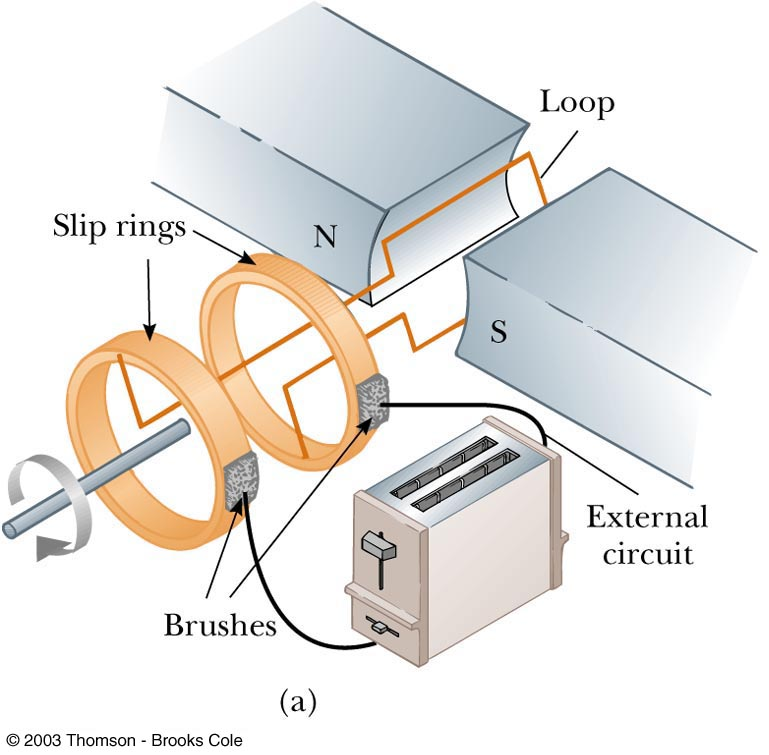 Loop
Slip rings
N
S
External
circuit
Brushes
(a)
© 2003 Thomson - Brooks Cole